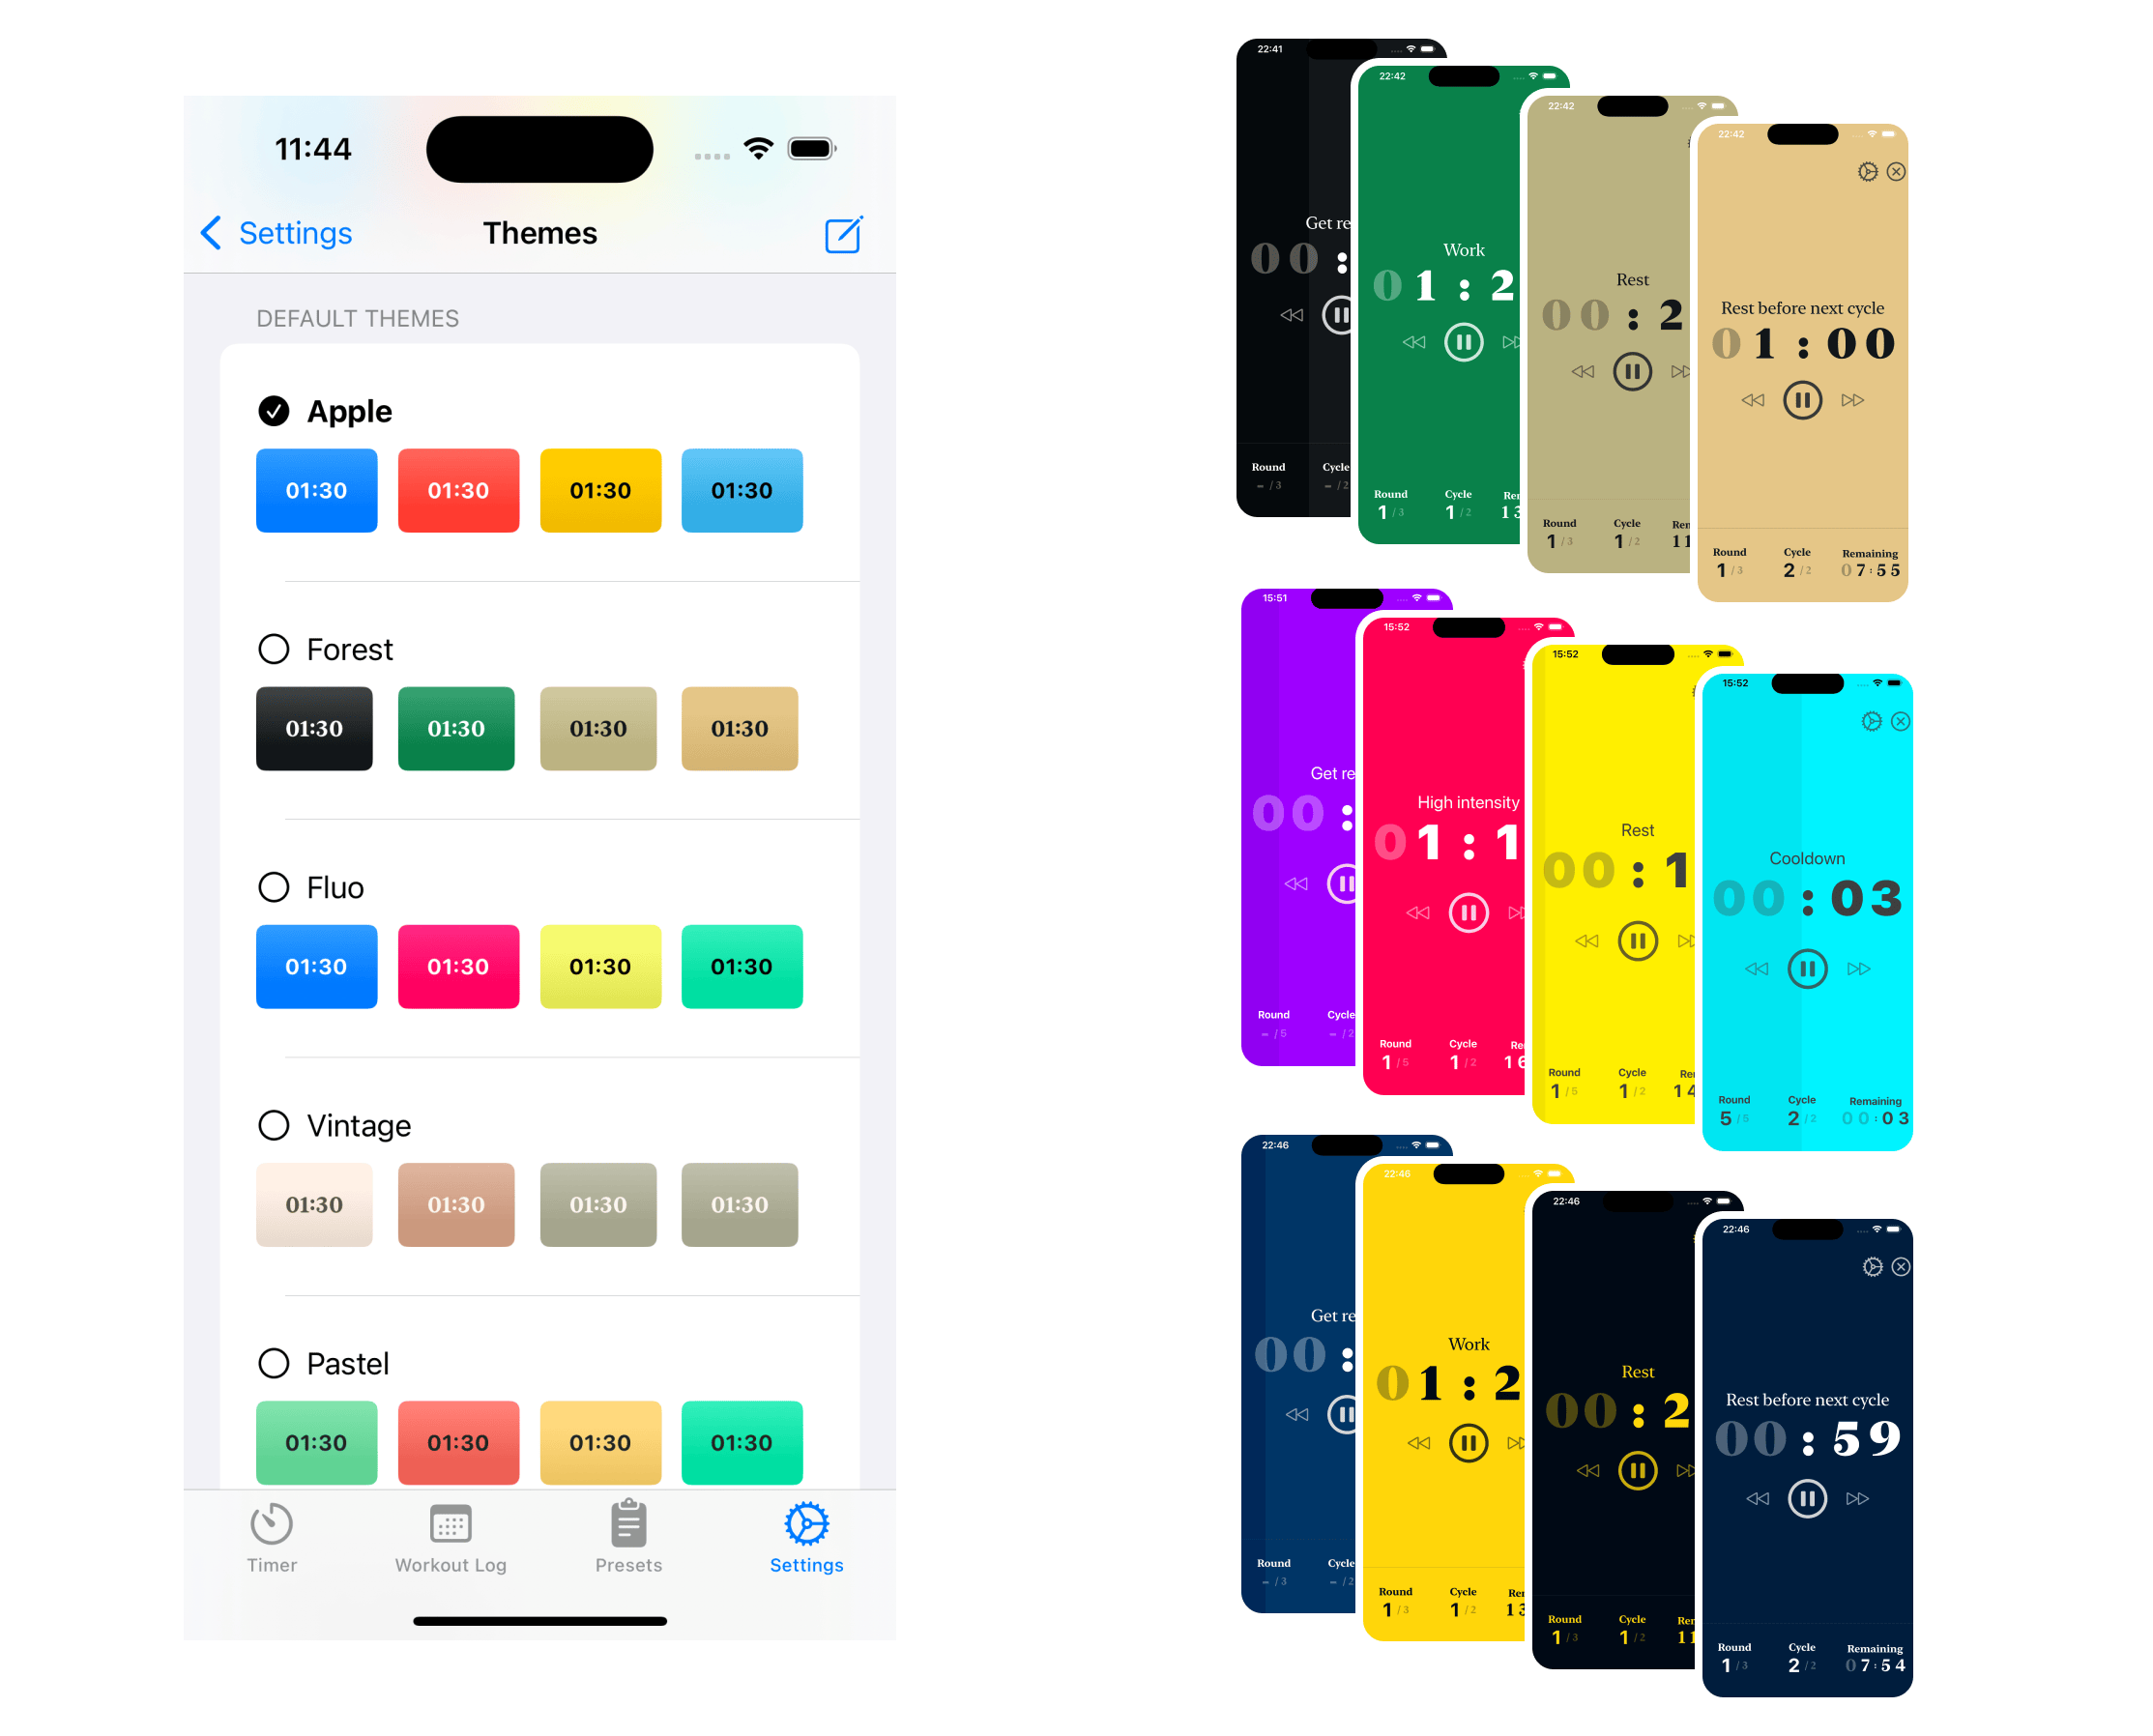 11:44
Settings
Themes
DEFAULT THEMES
Apple
01:30 01:30 01:30 01:30
Forest
01:30 01:30 01:30 01:30
Fluo
01:30 01:30 01:30 01:30
Vintage
01:30 01:30 01:30 01:30
Pastel
01:30 01:30 01:30 01:30
Timer
Workout Log
Presets
Settings
22:41
Get re
00:
Round Cycle
- / 3 - / 2
22:42
Work
01:2
Round Cycle Rer
1 / 3 1 / 2 13
22:42
Rest
00:2
Round Cycle Ren
1 / 3 1 / 2 11
22:42
Rest before next cycle
01:00
Round Cycle Remaining
1 / 3 2 / 2 07:55
15:51
Get re
00:
Round Cycle
- / 5 - / 2
15:52
High intensity
01:1
Round Cycle Re
1 / 5 1 / 2 16
15:52
Rest
00:1
Round Cycle Rer
1 / 5 1 / 2 14
15:52
Cooldown
00:03
Round Cycle Remaining
5 / 5 2 / 2 00:03
22:46
Get re
00:
Round Cycle
- / 3 - / 2
22:46
Work
01:2
Round Cycle Rer
1 / 3 1 / 2 13
22:46
Rest
00:2
Round Cycle Rer
1 / 3 1 / 2 11
22:46
Rest before next cycle
00:59
Round Cycle Remaining
1 / 3 2 / 2 07:54